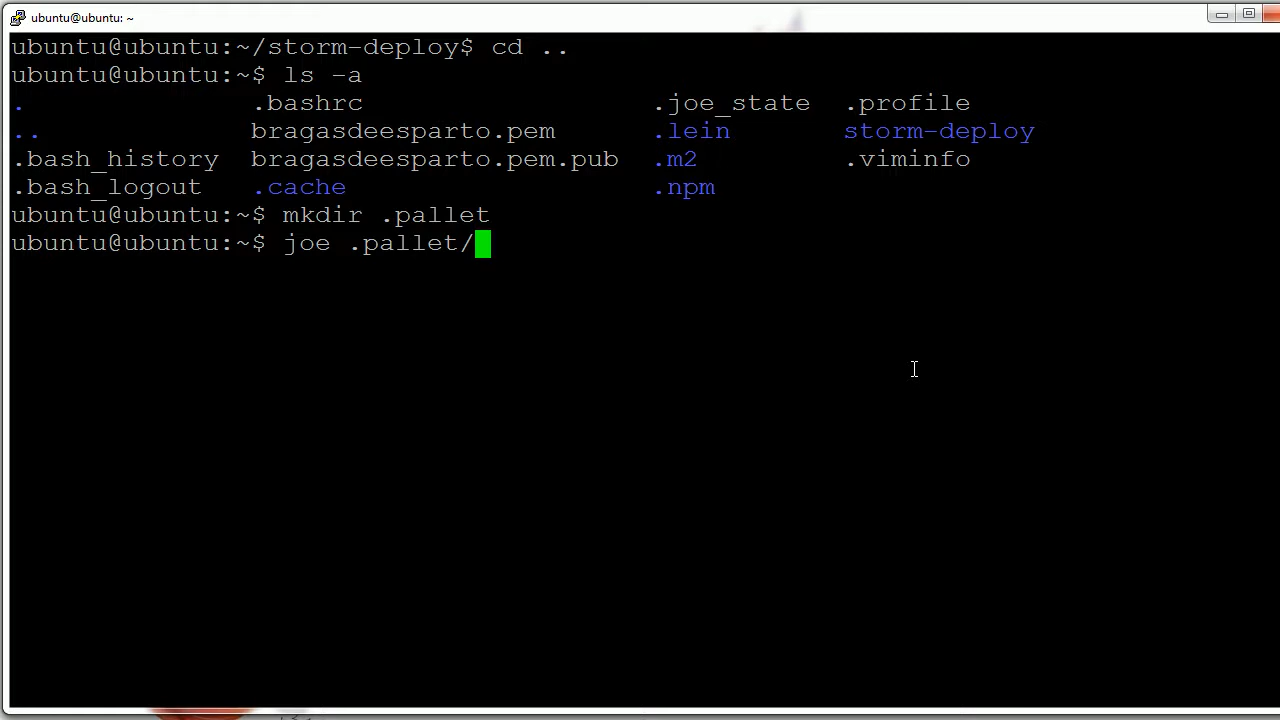 ubuntu@ubuntu: ~
ubuntu@ubuntu:~/storm-deploy$ cd ..
ubuntu@ubuntu:~$ ls -a
.               .bashrc                   .joe_state   .profile
..              bragasdeesparto.pem       .lein        storm-deploy
.bash_history   bragasdeesparto.pem.pub   .m2          .viminfo
.bash_logout    .cache                    .npm
ubuntu@ubuntu:~$ mkdir .pallet
ubuntu@ubuntu:~$ joe .pallet/